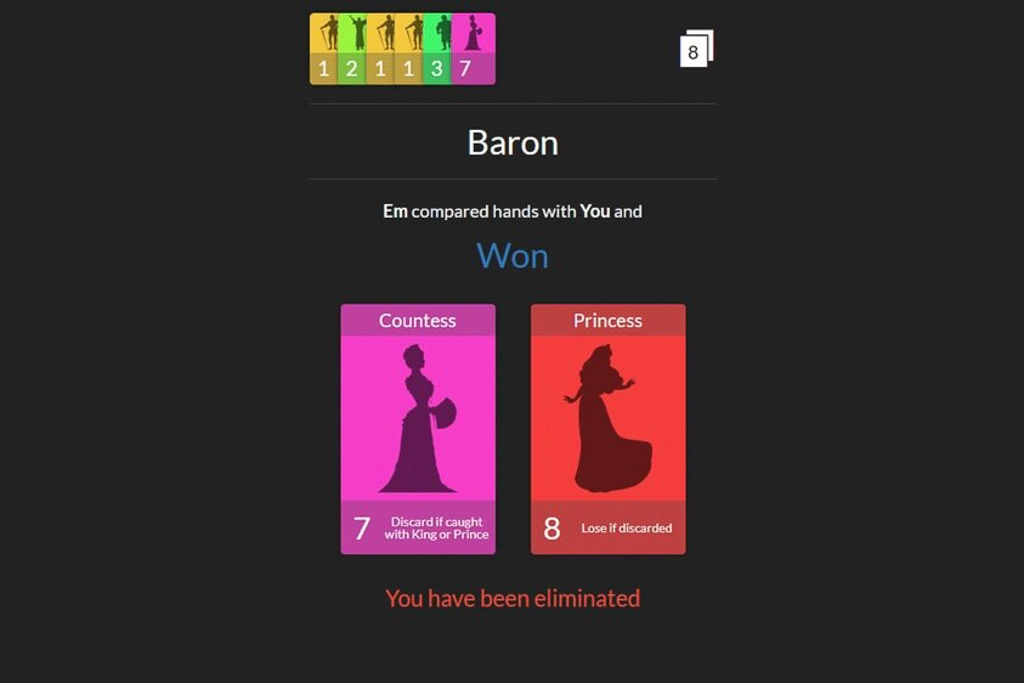 1 2 1 1 3 7
8
Baron
Em compared hands with You and
Won
Countess
Princess
7
Discard if caught
with King or Prince
8
Lose if discarded
You have been eliminated